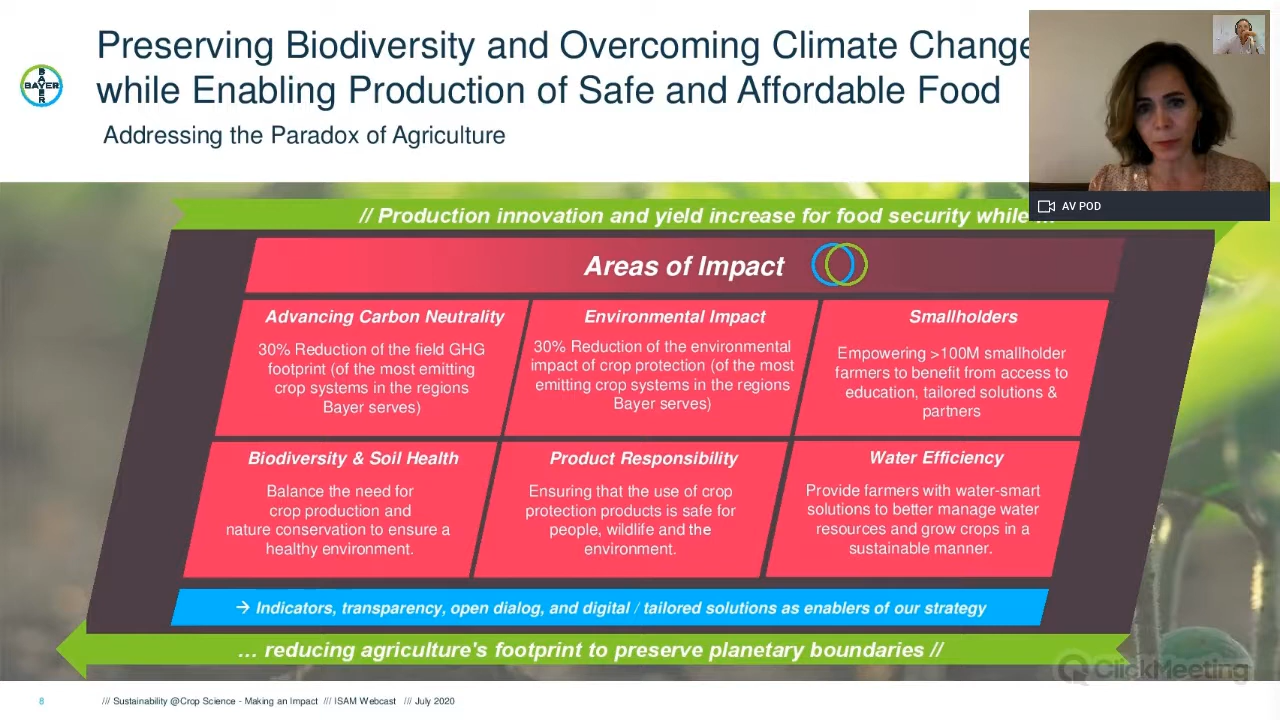 Preserving Biodiversity and Overcoming Climate Change
while Enabling Production of Safe and Affordable Food
Addressing the Paradox of Agriculture
BAYER
BAYER
AV POD
// Production innovation and yield increase for food security while ...
Areas of Impact
Advancing Carbon Neutrality
30% Reduction of the field GHG
footprint (of the most emitting
crop systems in the regions
Bayer serves)
Environmental Impact
30% Reduction of the environmental
impact of crop protection (of the most
emitting crop systems in the regions
Bayer serves)
Smallholders
Empowering >100M smallholder
farmers to benefit from access to
education, tailored solutions &
partners
Biodiversity & Soil Health
Balance the need for
crop production and
nature conservation to ensure a
healthy environment.
Product Responsibility
Ensuring that the use of crop
protection products is safe for
people, wildlife and the
environment.
Water Efficiency
Provide farmers with water-smart
solutions to better manage water
resources and grow crops in a
sustainable manner.
→ Indicators, transparency, open dialog, and digital / tailored solutions as enablers of our strategy
... reducing agriculture's footprint to preserve planetary boundaries //
ClickMeeting
8
/// Sustainability @Crop Science - Making an Impact /// ISAM Webcast /// July 2020